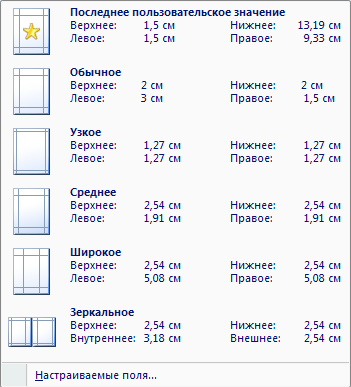 Последнее пользовательское значение
Верхнее: 1,5 см Нижнее: 13,19 см
Левое: 1,5 см Правое: 9,33 см
Обычное
Верхнее: 2 см Нижнее: 2 см
Левое: 3 см Правое: 1,5 см
Узкое
Верхнее: 1,27 см Нижнее: 1,27 см
Левое: 1,27 см Правое: 1,27 см
Среднее
Верхнее: 2,54 см Нижнее: 2,54 см
Левое: 1,91 см Правое: 1,91 см
Широкое
Верхнее: 2,54 см Нижнее: 2,54 см
Левое: 5,08 см Правое: 5,08 см
Зеркальное
Верхнее: 2,54 см Нижнее: 2,54 см
Внутреннее: 3,18 см Внешнее: 2,54 см
Настраиваемые поля...